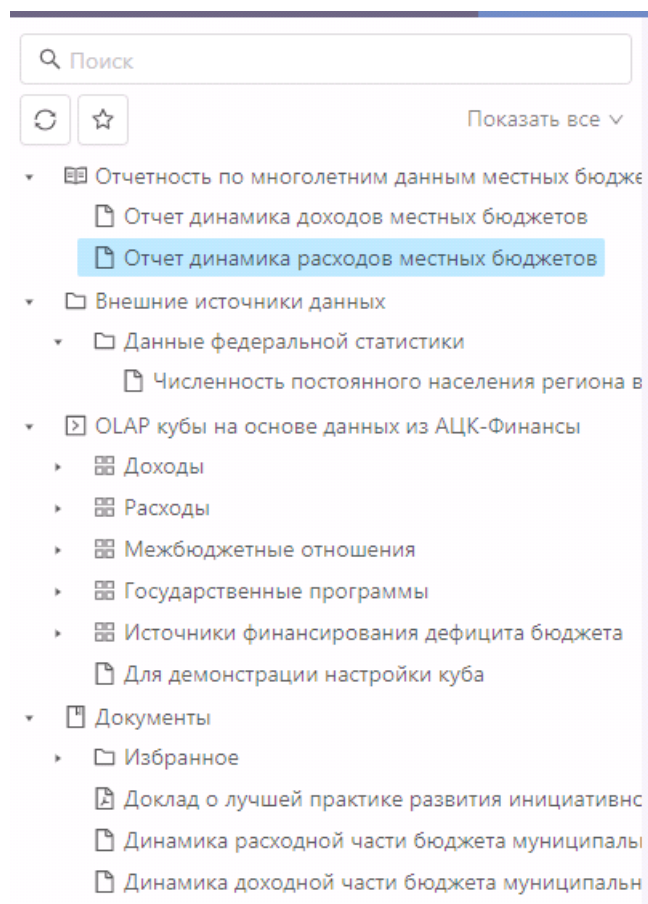 Поиск
Показать все
Отчетность по многолетним данным местных бюдже
Отчет динамика доходов местных бюджетов
Отчет динамика расходов местных бюджетов
Внешние источники данных
Данные федеральной статистики
Численность постоянного населения региона в
OLAP кубы на основе данных из АЦК-Финансы
Доходы
Расходы
Межбюджетные отношения
Государственные программы
Источники финансирования дефицита бюджета
Для демонстрации настройки куба
Документы
Избранное
Доклад о лучшей практике развития инициативнс
Динамика расходной части бюджета муниципаль
Динамика доходной части бюджета муниципальн